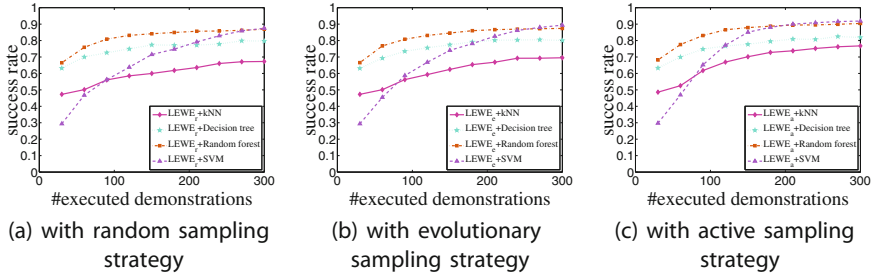 success rate
1
0.9
0.8
0.7
0.6
0.5
0.4
0.3
0.2
0.1
0
LEWE_r+kNN
LEWE_r+Decision tree
LEWE_r+Random forest
LEWE_r+SVM
0 100 200 300
#executed demonstrations
(a) with random sampling
strategy
success rate
1
0.9
0.8
0.7
0.6
0.5
0.4
0.3
0.2
0.1
0
LEWE_e+kNN
LEWE_e+Decision tree
LEWE_e+Random forest
LEWE_e+SVM
0 100 200 300
#executed demonstrations
(b) with evolutionary
sampling strategy
success rate
1
0.9
0.8
0.7
0.6
0.5
0.4
0.3
0.2
0.1
0
LEWE_a+kNN
LEWE_a+Decision tree
LEWE_a+Random forest
LEWE_a+SVM
0 100 200 300
#executed demonstrations
(c) with active sampling
strategy